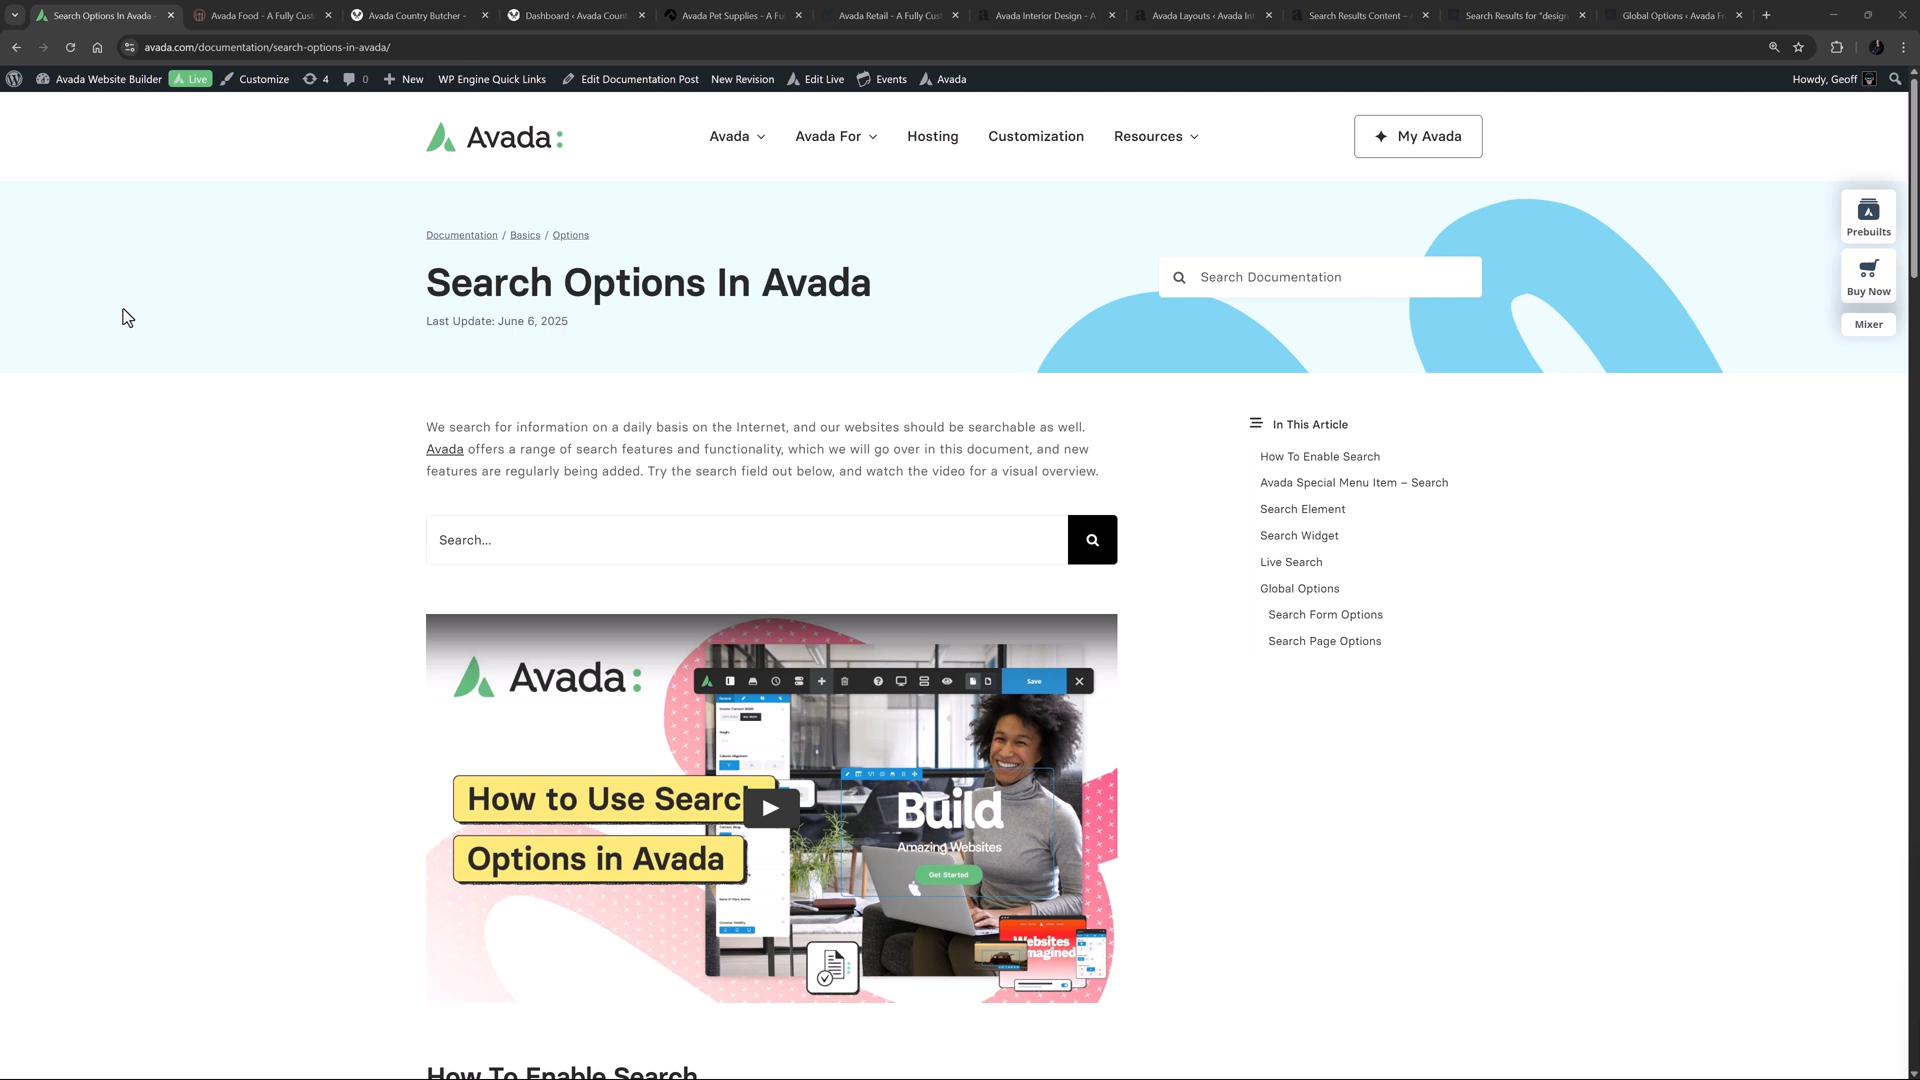 Search Options In Avada
Avada Food - A Fully Cust
Avada Country Butcher -
Dashboard ‹ Avada Count
Avada Pet Supplies - A Ful
Avada Retail - A Fully Cust
Avada Interior Design - A
Avada Layouts ‹ Avada Int
Search Results Content –
Search Results for "design
Global Options ‹ Avada Fr
avada.com/documentation/search-options-in-avada/
Avada Website Builder
Live
Customize
4
0
New
WP Engine Quick Links
Edit Documentation Post
New Revision
Edit Live
Events
Avada
Howdy, Geoff
Avada:
Avada
Avada For
Hosting
Customization
Resources
My Avada
Prebuilts
Buy Now
Mixer
Documentation / Basics / Options
Search Options In Avada
Search Documentation
Last Update: June 6, 2025
We search for information on a daily basis on the Internet, and our websites should be searchable as well.
Avada offers a range of search features and functionality, which we will go over in this document, and new
features are regularly being added. Try the search field out below, and watch the video for a visual overview.
In This Article
How To Enable Search
Avada Special Menu Item – Search
Search Element
Search Widget
Live Search
Global Options
Search Form Options
Search Page Options
Search...
Avada:
Save
How to Use Searc
Options in Avada
Build
Amazing Websites
Get Started
How To Enable Search